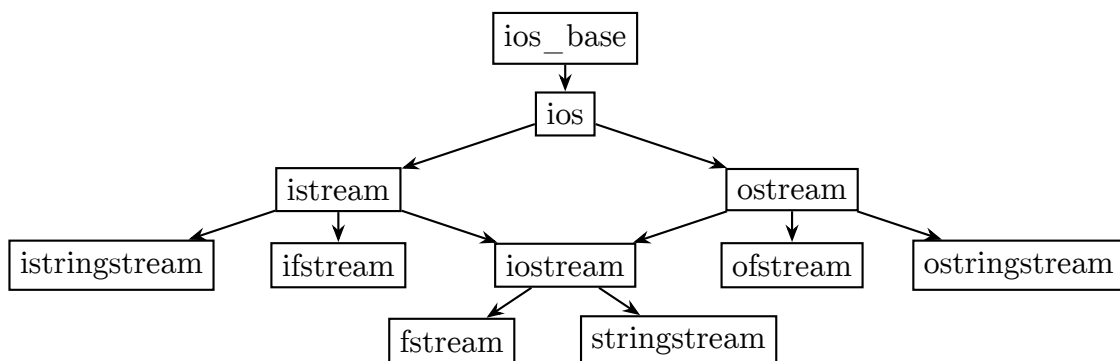 ios_base
ios
istream
ostream
istringstream
ifstream
iostream
ofstream
ostringstream
fstream
stringstream